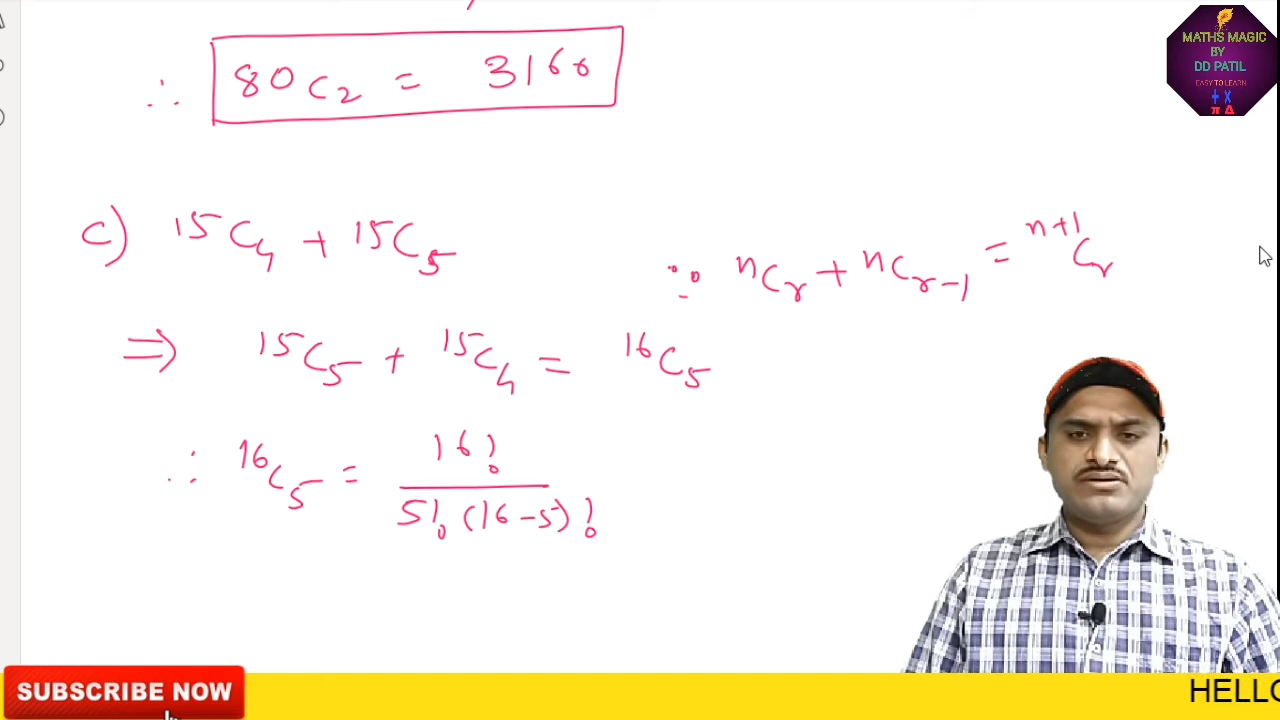 MATHS MAGIC
BY
DD PATIL
EASY TO LEARN
+ X
π Δ
∴ 80C₂ = 3160
c) ¹⁵C₄ + ¹⁵C₅
∵ ⁿCᵣ + ⁿCᵣ₋₁ = ⁿ⁺¹Cᵣ
⇒ ¹⁵C₅ + ¹⁵C₄ = ¹⁶C₅
∴ ¹⁶C₅ = 16! / 5! (16-5)!
SUBSCRIBE NOW
HELLO